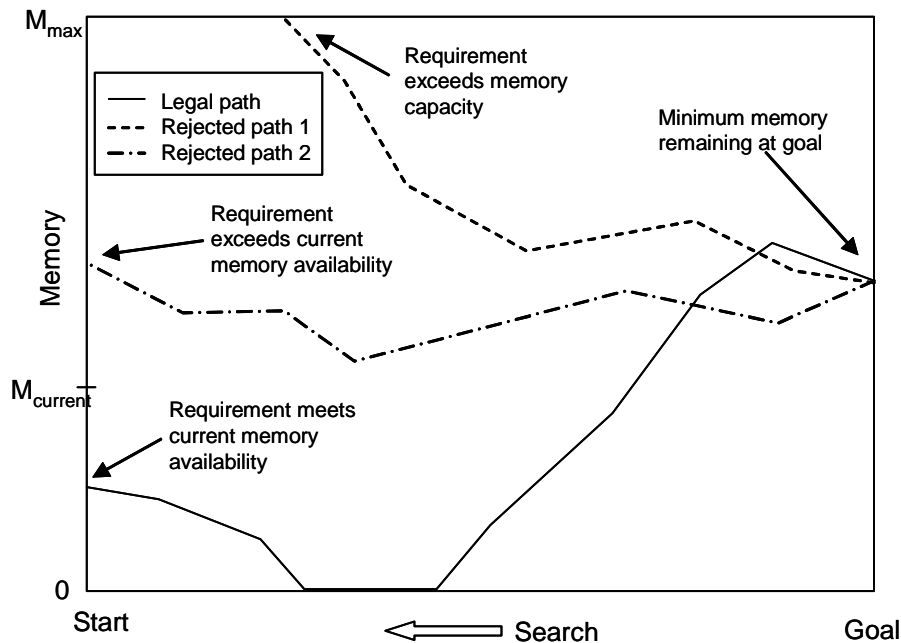 M_max
Requirement
exceeds memory
capacity
Legal path
Rejected path 1
Rejected path 2
Minimum memory
remaining at goal
Requirement
exceeds current
memory availability
Memory
M_current
Requirement meets
current memory
availability
0
Start
Search
Goal